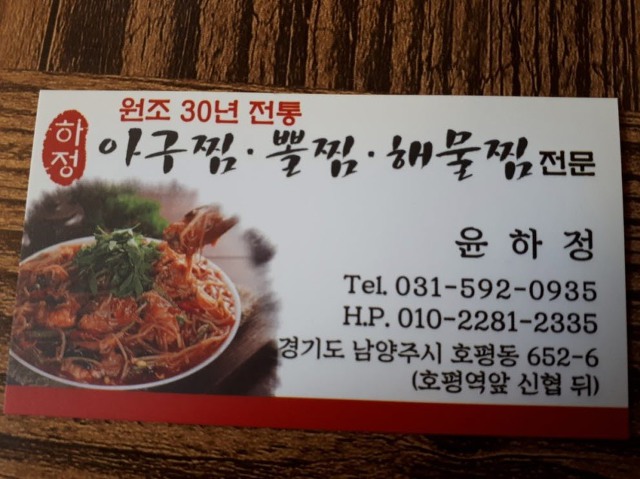 원조 30년 전통
하정
아구찜·뽈찜·해물찜 전문
윤하정
Tel. 031-592-0935
H.P. 010-2281-2335
경기도 남양주시 호평동 652-6
(호평역앞 신협 뒤)